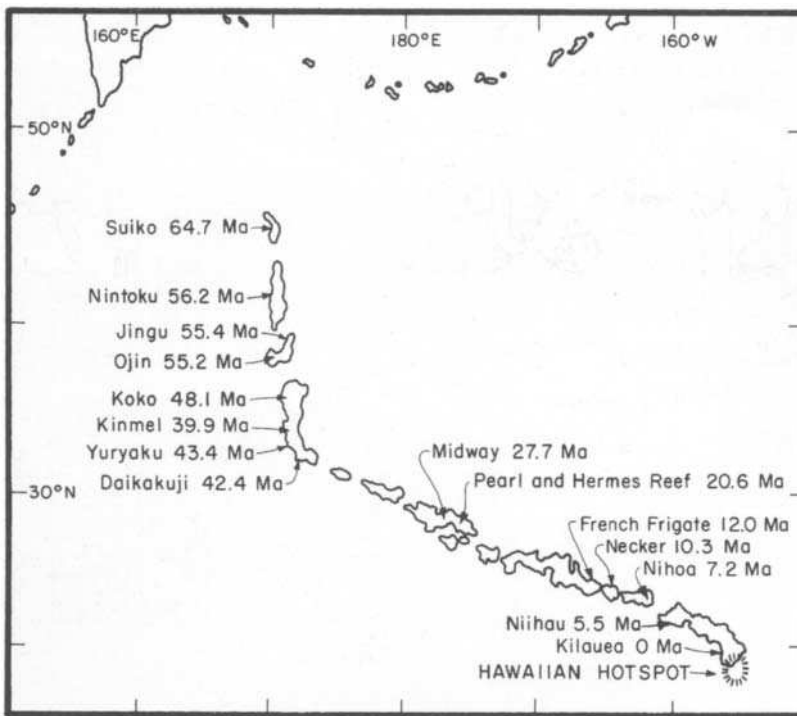 160°E
180°E
160°W
50°N
Suiko 64.7 Ma
Nintoku 56.2 Ma
Jingu 55.4 Ma
Ojin 55.2 Ma
Koko 48.1 Ma
Kinmel 39.9 Ma
Yuryaku 43.4 Ma
Daikakuji 42.4 Ma
Midway 27.7 Ma
30°N
Pearl and Hermes Reef 20.6 Ma
French Frigate 12.0 Ma
Necker 10.3 Ma
Nihoa 7.2 Ma
Niihau 5.5 Ma
Kilauea 0 Ma
HAWAIIAN HOTSPOT